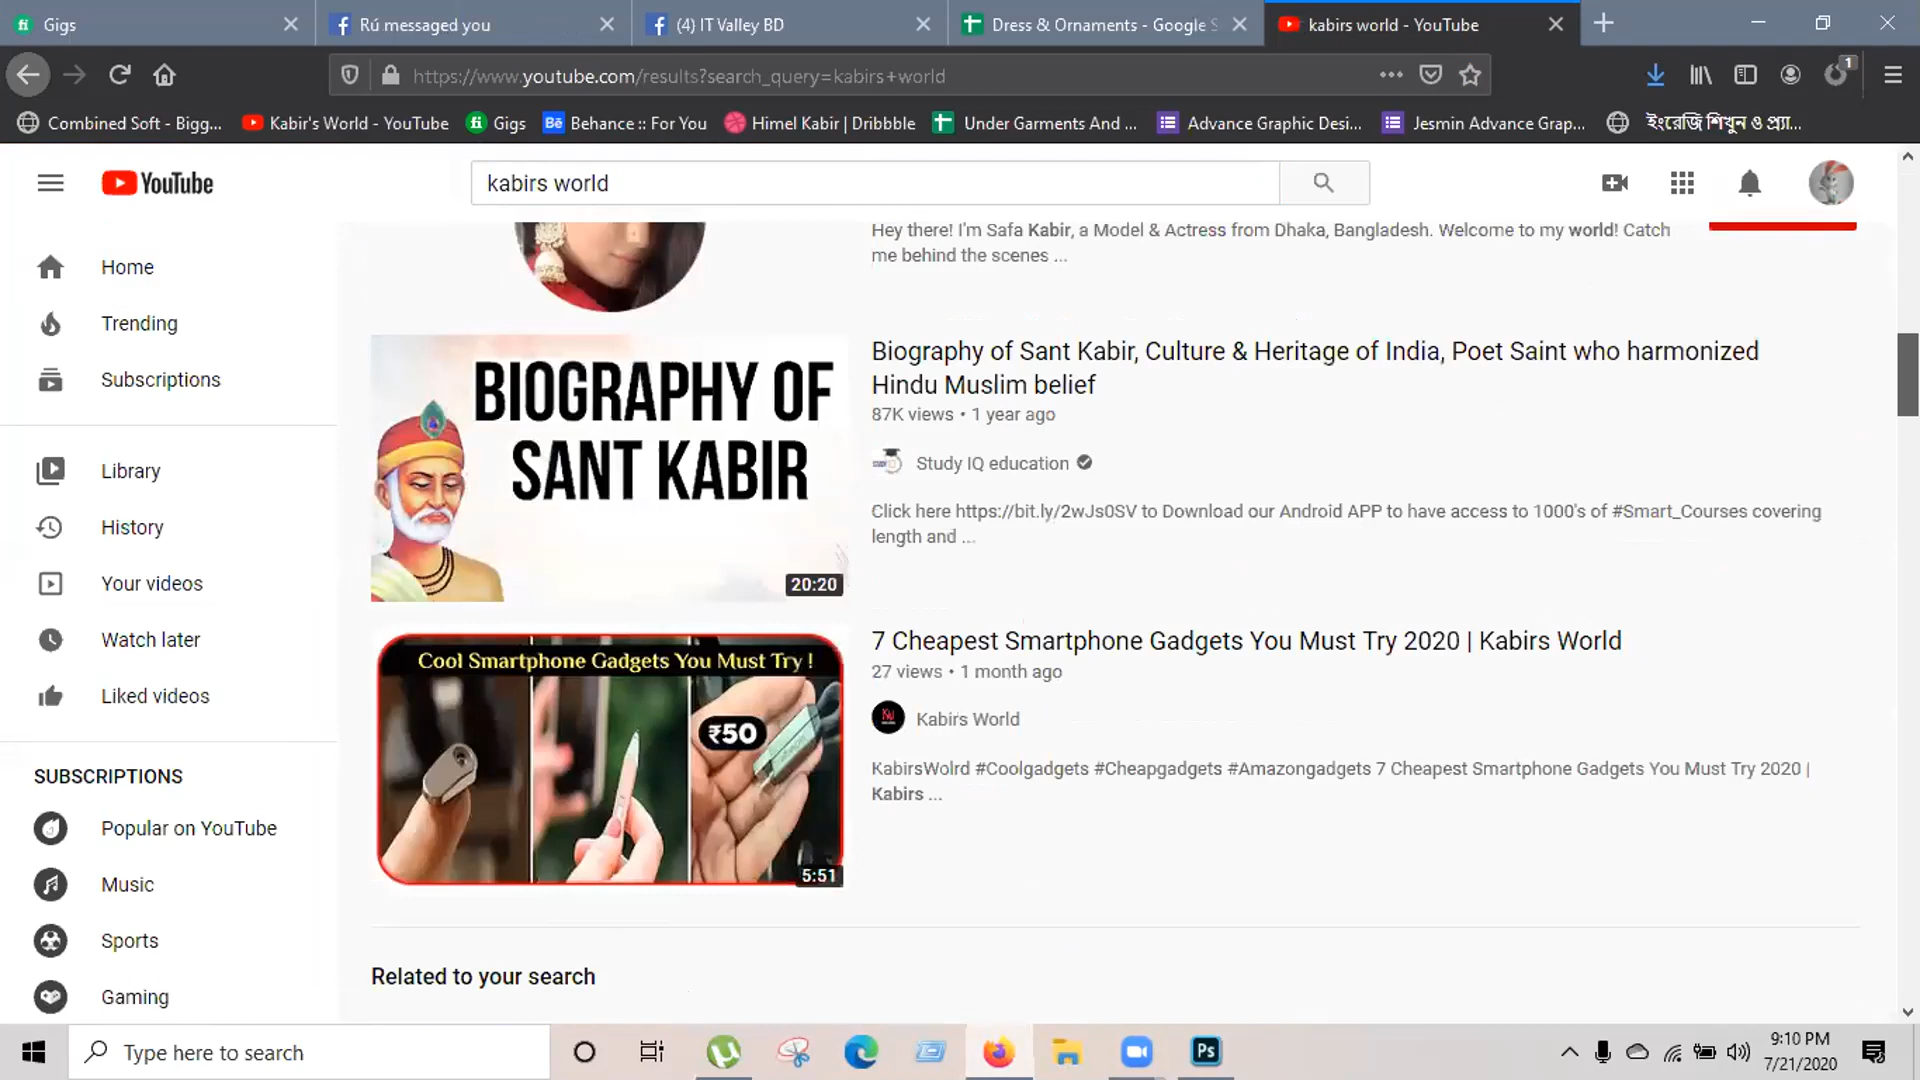 Gigs
Rú messaged you
(4) IT Valley BD
Dress & Ornaments - Google S
kabirs world - YouTube
https://www.youtube.com/results?search_query=kabirs+world
1
Combined Soft - Bigg...
Kabir's World - YouTube
Gigs
Behance :: For You
Himel Kabir | Dribbble
Under Garments And ...
Advance Graphic Desi...
Jesmin Advance Grap...
ইংরেজি শিখুন ও প্র্যা...
YouTube
kabirs world
Home
Trending
Subscriptions
Library
History
Your videos
Watch later
Liked videos
SUBSCRIPTIONS
Popular on YouTube
Music
Sports
Gaming
Hey there! I'm Safa Kabir, a Model & Actress from Dhaka, Bangladesh. Welcome to my world! Catch
me behind the scenes ...
BIOGRAPHY OF
SANT KABIR
20:20
Biography of Sant Kabir, Culture & Heritage of India, Poet Saint who harmonized
Hindu Muslim belief
87K views • 1 year ago
Study IQ education
Click here https://bit.ly/2wJs0SV to Download our Android APP to have access to 1000's of #Smart_Courses covering
length and ...
Cool Smartphone Gadgets You Must Try !
₹50
5:51
7 Cheapest Smartphone Gadgets You Must Try 2020 | Kabirs World
27 views • 1 month ago
Kabirs World
KabirsWolrd #Coolgadgets #Cheapgadgets #Amazongadgets 7 Cheapest Smartphone Gadgets You Must Try 2020 |
Kabirs ...
Related to your search
Type here to search
Ps
9:10 PM
7/21/2020